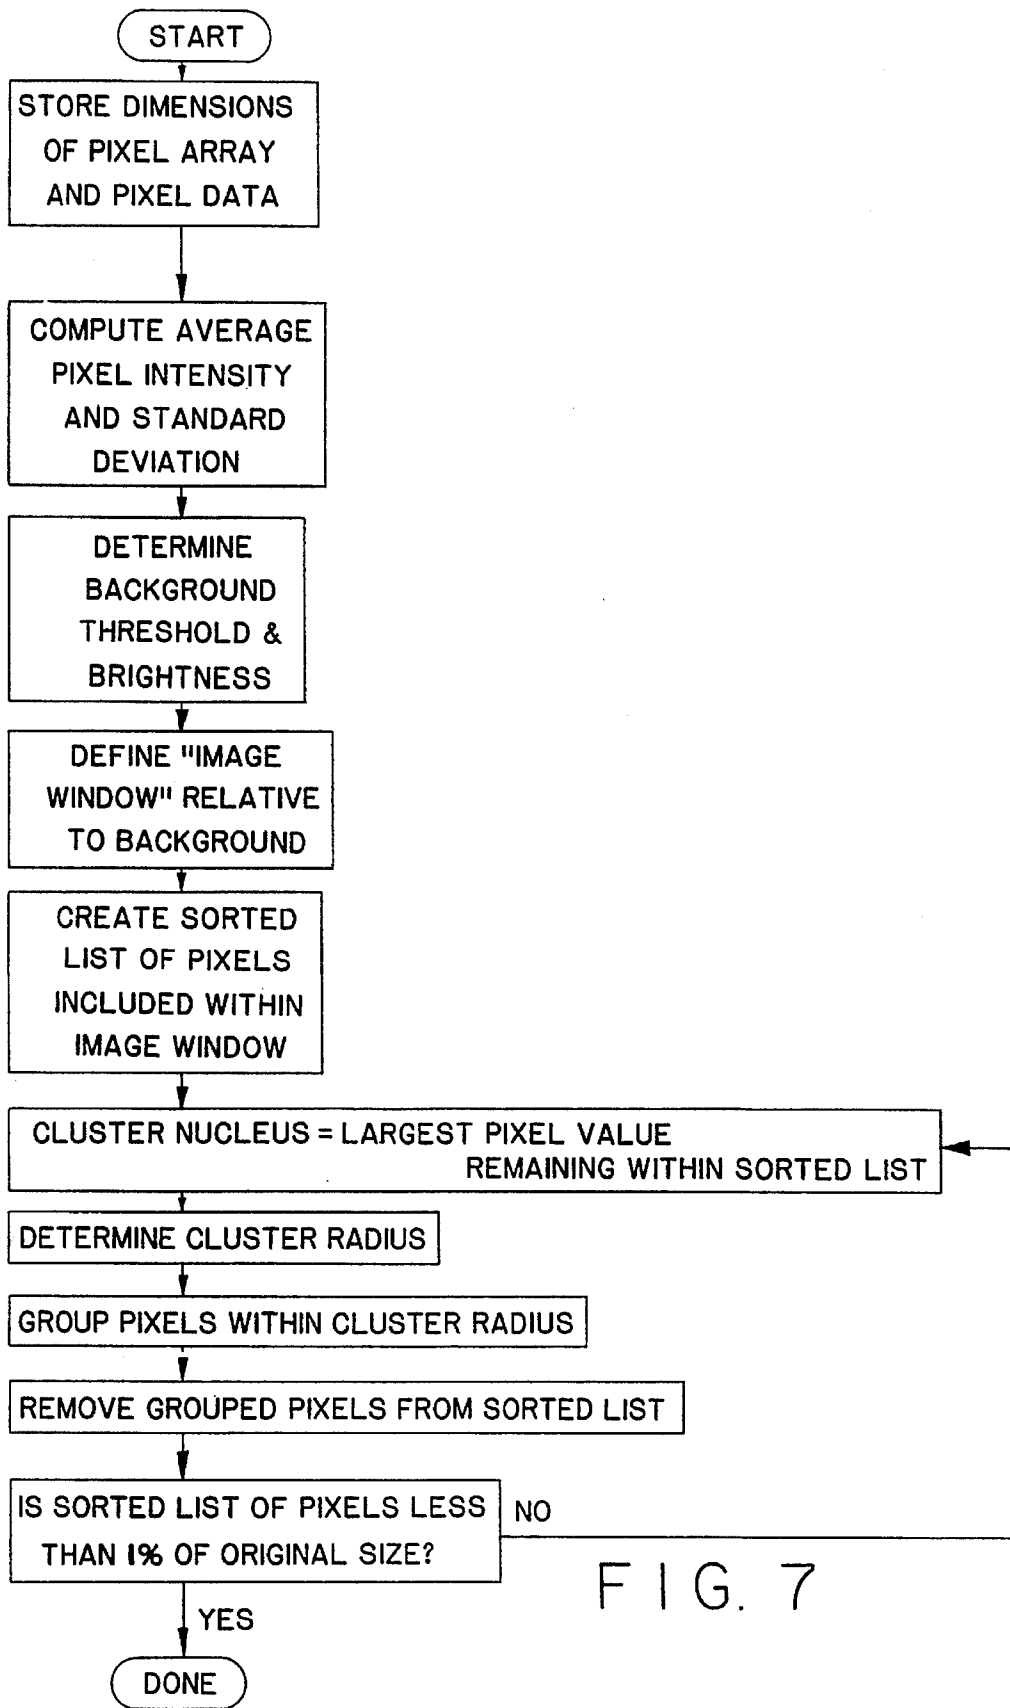 START
STORE DIMENSIONS
OF PIXEL ARRAY
AND PIXEL DATA
COMPUTE AVERAGE
PIXEL INTENSITY
AND STANDARD
DEVIATION
DETERMINE
BACKGROUND
THRESHOLD &
BRIGHTNESS
DEFINE "IMAGE
WINDOW" RELATIVE
TO BACKGROUND
CREATE SORTED
LIST OF PIXELS
INCLUDED WITHIN
IMAGE WINDOW
CLUSTER NUCLEUS = LARGEST PIXEL VALUE
REMAINING WITHIN SORTED LIST
DETERMINE CLUSTER RADIUS
GROUP PIXELS WITHIN CLUSTER RADIUS
REMOVE GROUPED PIXELS FROM SORTED LIST
IS SORTED LIST OF PIXELS LESS
THAN 1% OF ORIGINAL SIZE?
NO
YES
DONE
FIG. 7